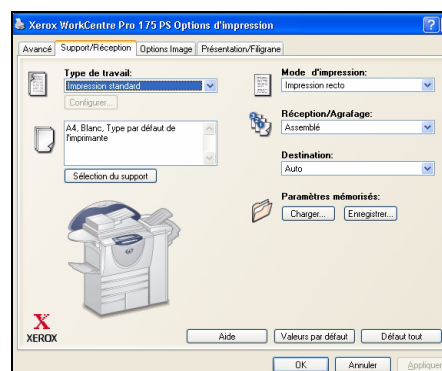 Xerox WorkCentre Pro 175 PS Options d'impression
Avancé Support/Réception Options Image Présentation/Filigrane
Type de travail:
Impression standard
Configurer...
A4, Blanc, Type par défaut de
l'imprimante
Sélection du support
Mode d'impression:
Impression recto
Réception/Agrafage:
Assemblé
Destination:
Auto
Paramètres mémorisés:
Charger... Enregistrer...
X
XEROX
Aide Valeurs par défaut Défaut tout
OK Annuler Appliquer